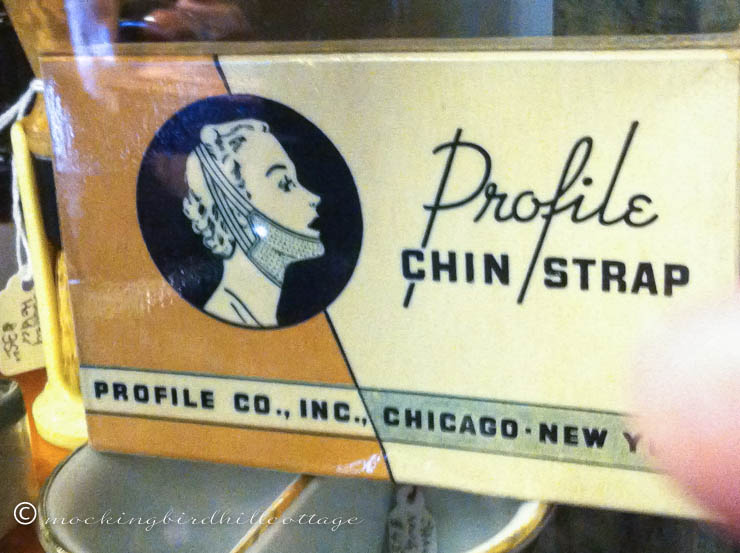 Profile
CHIN STRAP
PROFILE CO., INC., CHICAGO · NEW Y
© mockingbirdhillcottage